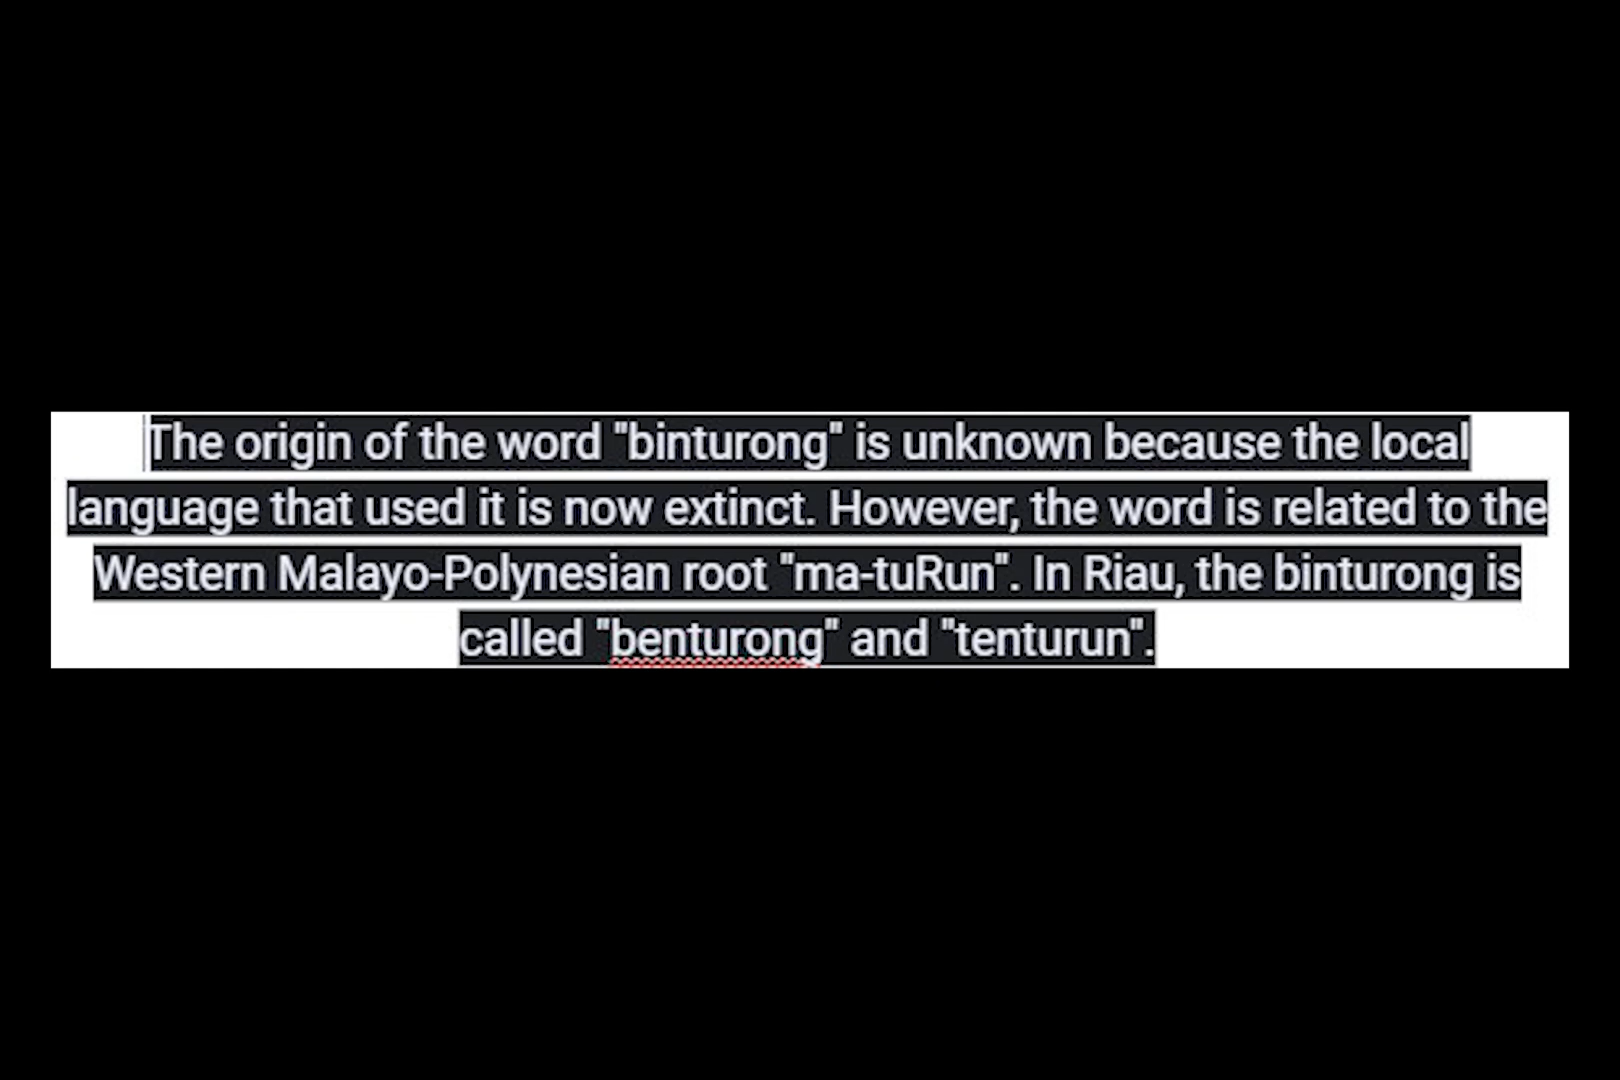 The origin of the word "binturong" is unknown because the local
language that used it is now extinct. However, the word is related to the
Western Malayo-Polynesian root "ma-tuRun". In Riau, the binturong is
called "benturong" and "tenturun".